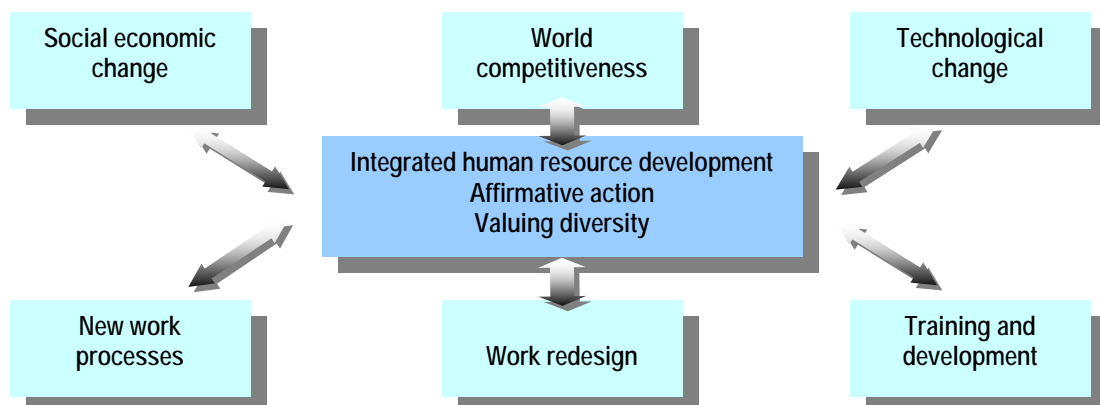 Social economic
change
World
competitiveness
Technological
change
Integrated human resource development
Affirmative action
Valuing diversity
New work
processes
Work redesign
Training and
development